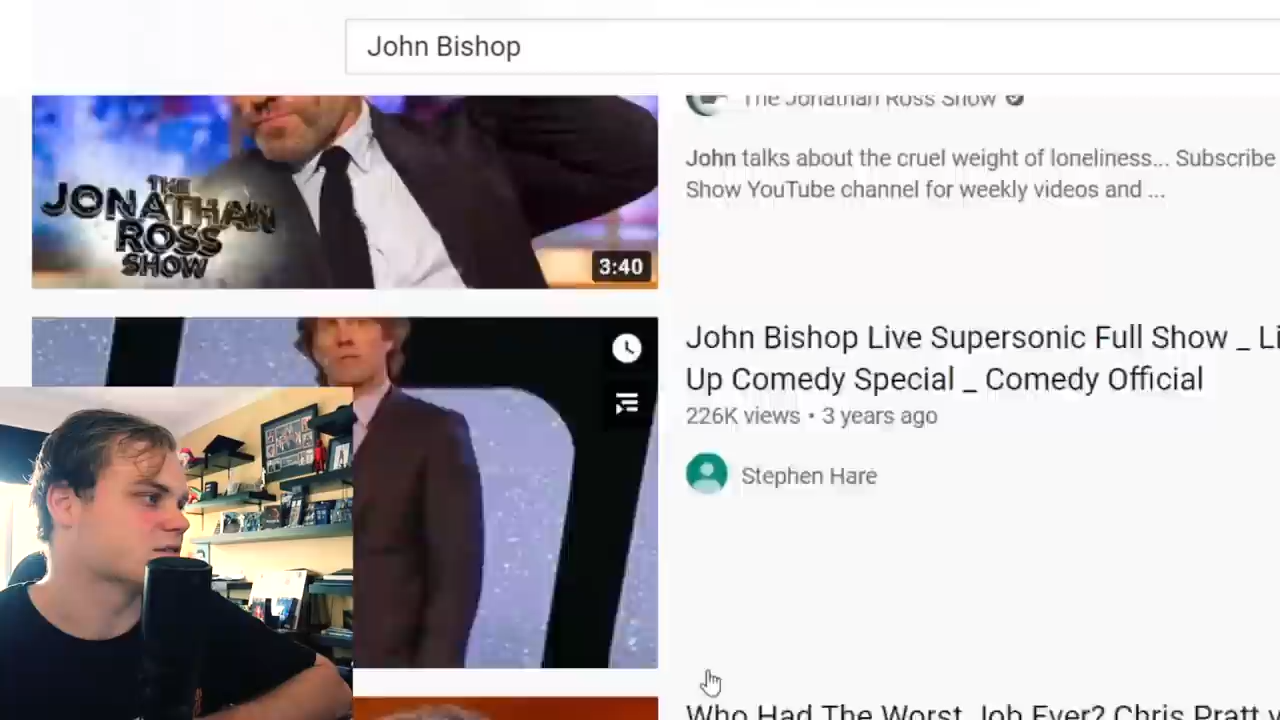 John Bishop
The Jonathan Ross Show
John talks about the cruel weight of loneliness... Subscribe
Show YouTube channel for weekly videos and ...
THE
JONATHAN
ROSS
SHOW
3:40
John Bishop Live Supersonic Full Show _ Li
Up Comedy Special _ Comedy Official
226K views • 3 years ago
Stephen Hare
Who Had The Worst Job Ever? Chris Pratt